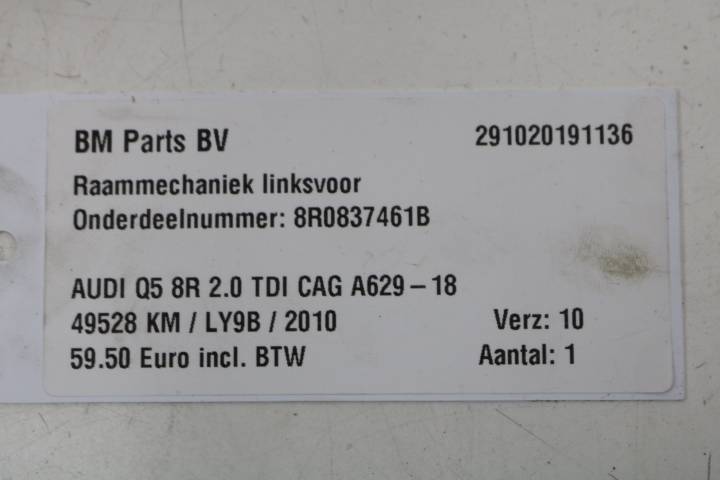 BM Parts BV 291020191136
Raammechaniek linksvoor
Onderdeelnummer: 8R0837461B
AUDI Q5 8R 2.0 TDI CAG A629 – 18
49528 KM / LY9B / 2010 Verz: 10
59.50 Euro incl. BTW Aantal: 1